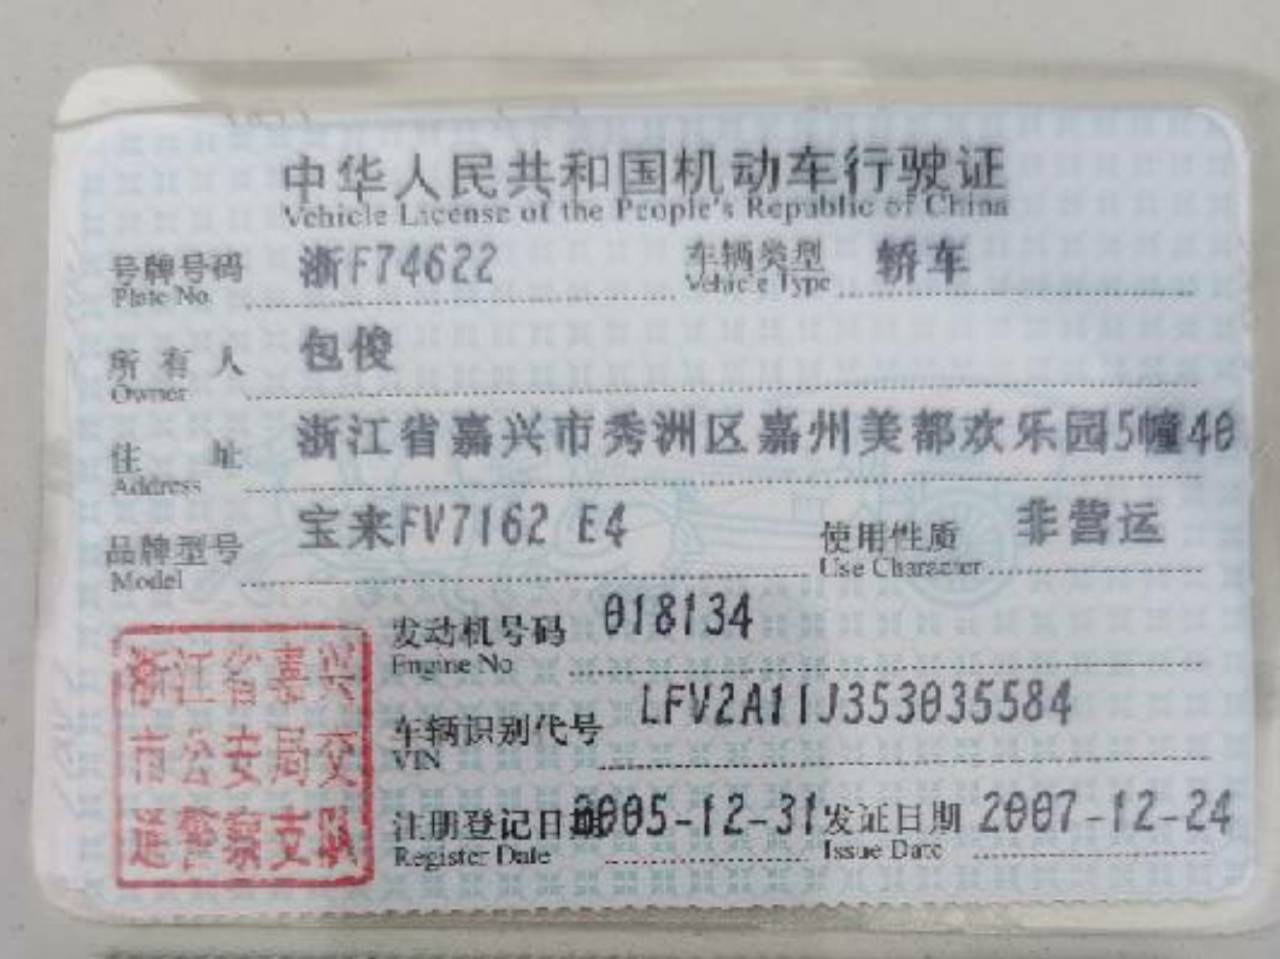 中华人民共和国机动车行驶证
Vehicle License of the People's Republic of China
号牌号码 浙F74622 车辆类型 轿车
Plate No. Vehicle Type
所有人 包俊
Owner
住址 浙江省嘉兴市秀洲区嘉州美都欢乐园5幢40
Address
品牌型号 宝来FV7162 E4 使用性质 非营运
Model Use Character
发动机号码 018134
Engine No
车辆识别代号 LFV2A11J353035584
VIN
注册登记日期 2005-12-31 发证日期 2007-12-24
Register Date Issue Date
浙江省嘉兴
市公安局交
通警察支队